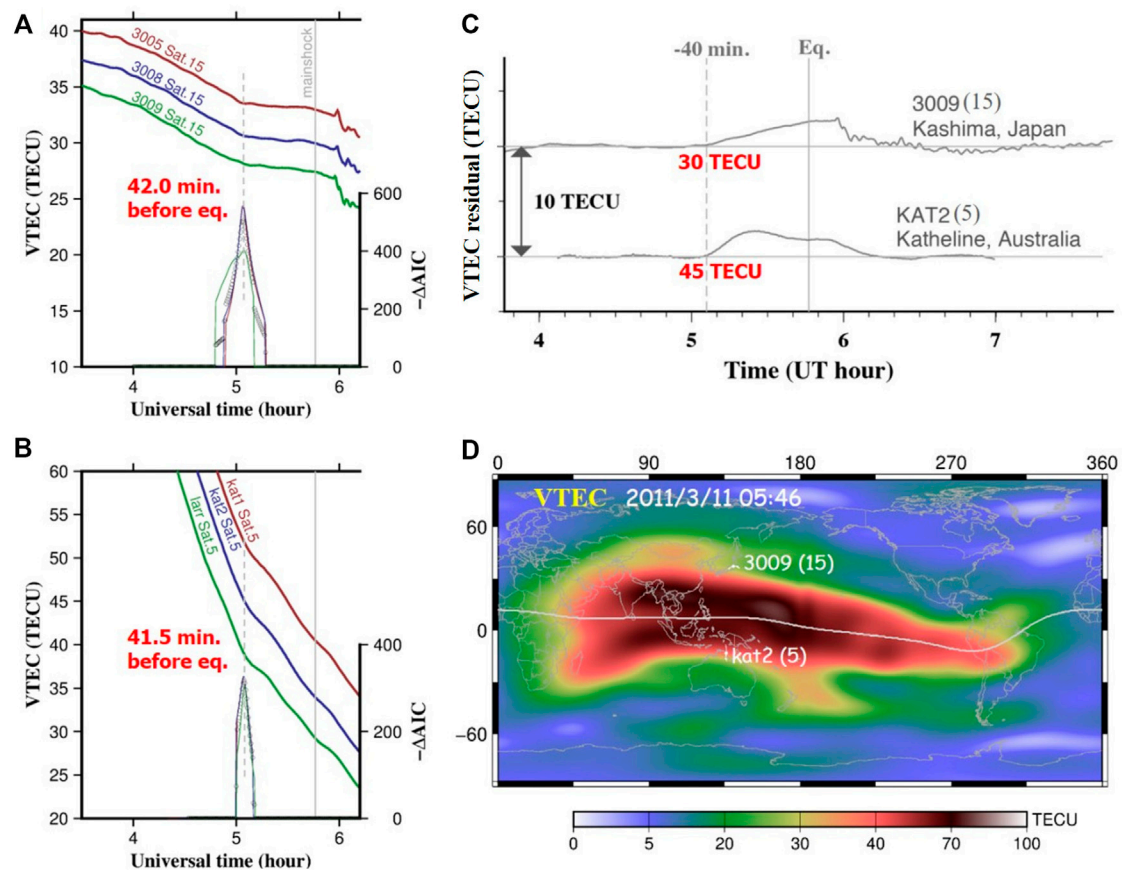 A
40
35
30
25
20
15
10
VTEC (TECU)
3005 Sat.15
3008 Sat.15
3009 Sat.15
mainshock
42.0 min.
before eq.
600
400
200
0
−ΔAIC
4 5 6
Universal time (hour)
B
60
55
50
45
40
35
30
25
20
VTEC (TECU)
kat1 Sat.5
kat2 Sat.5
larr Sat.5
41.5 min.
before eq.
400
200
0
−ΔAIC
4 5 6
Universal time (hour)
C
VTEC residual (TECU)
-40 min. Eq.
3009 (15)
Kashima, Japan
30 TECU
10 TECU
KAT2 (5)
Katheline, Australia
45 TECU
4 5 6 7
Time (UT hour)
D
0 90 180 270 360
VTEC 2011/3/11 05:46
60
0
−60
3009 (15)
kat2 (5)
TECU
0 5 20 30 40 70 100